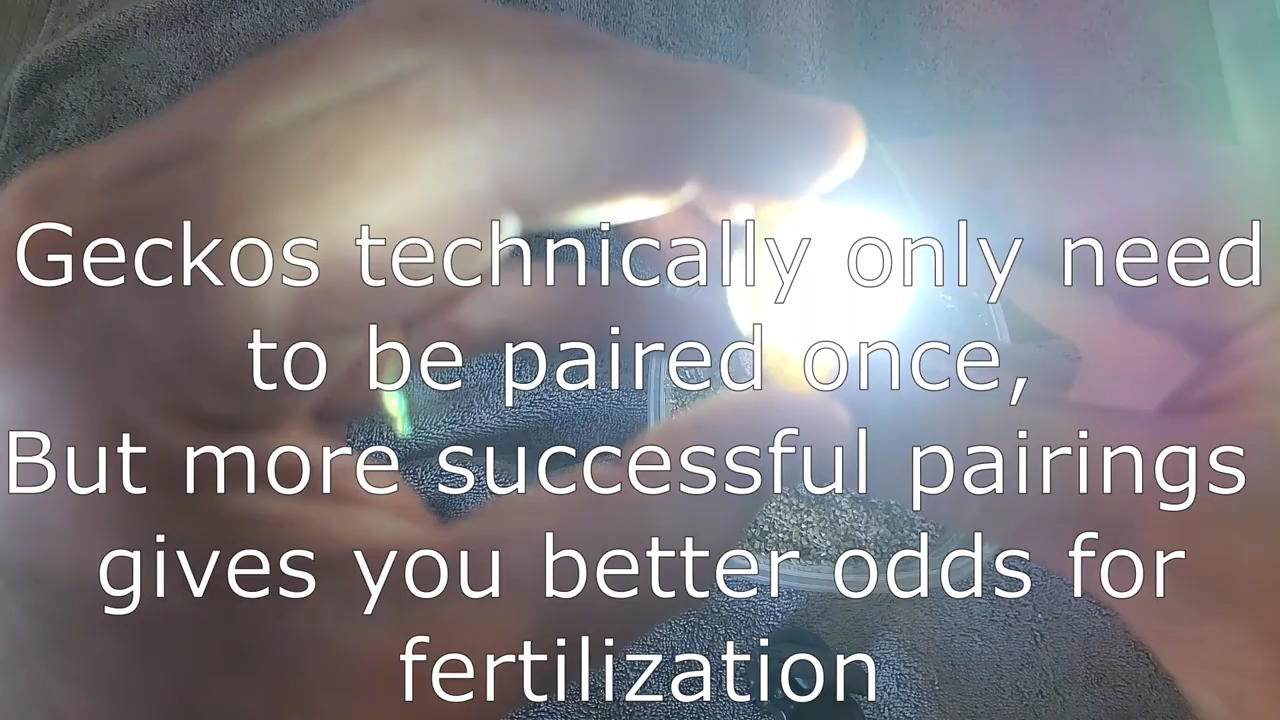 Geckos technically only need
to be paired once,
But more successful pairings
gives you better odds for
fertilization